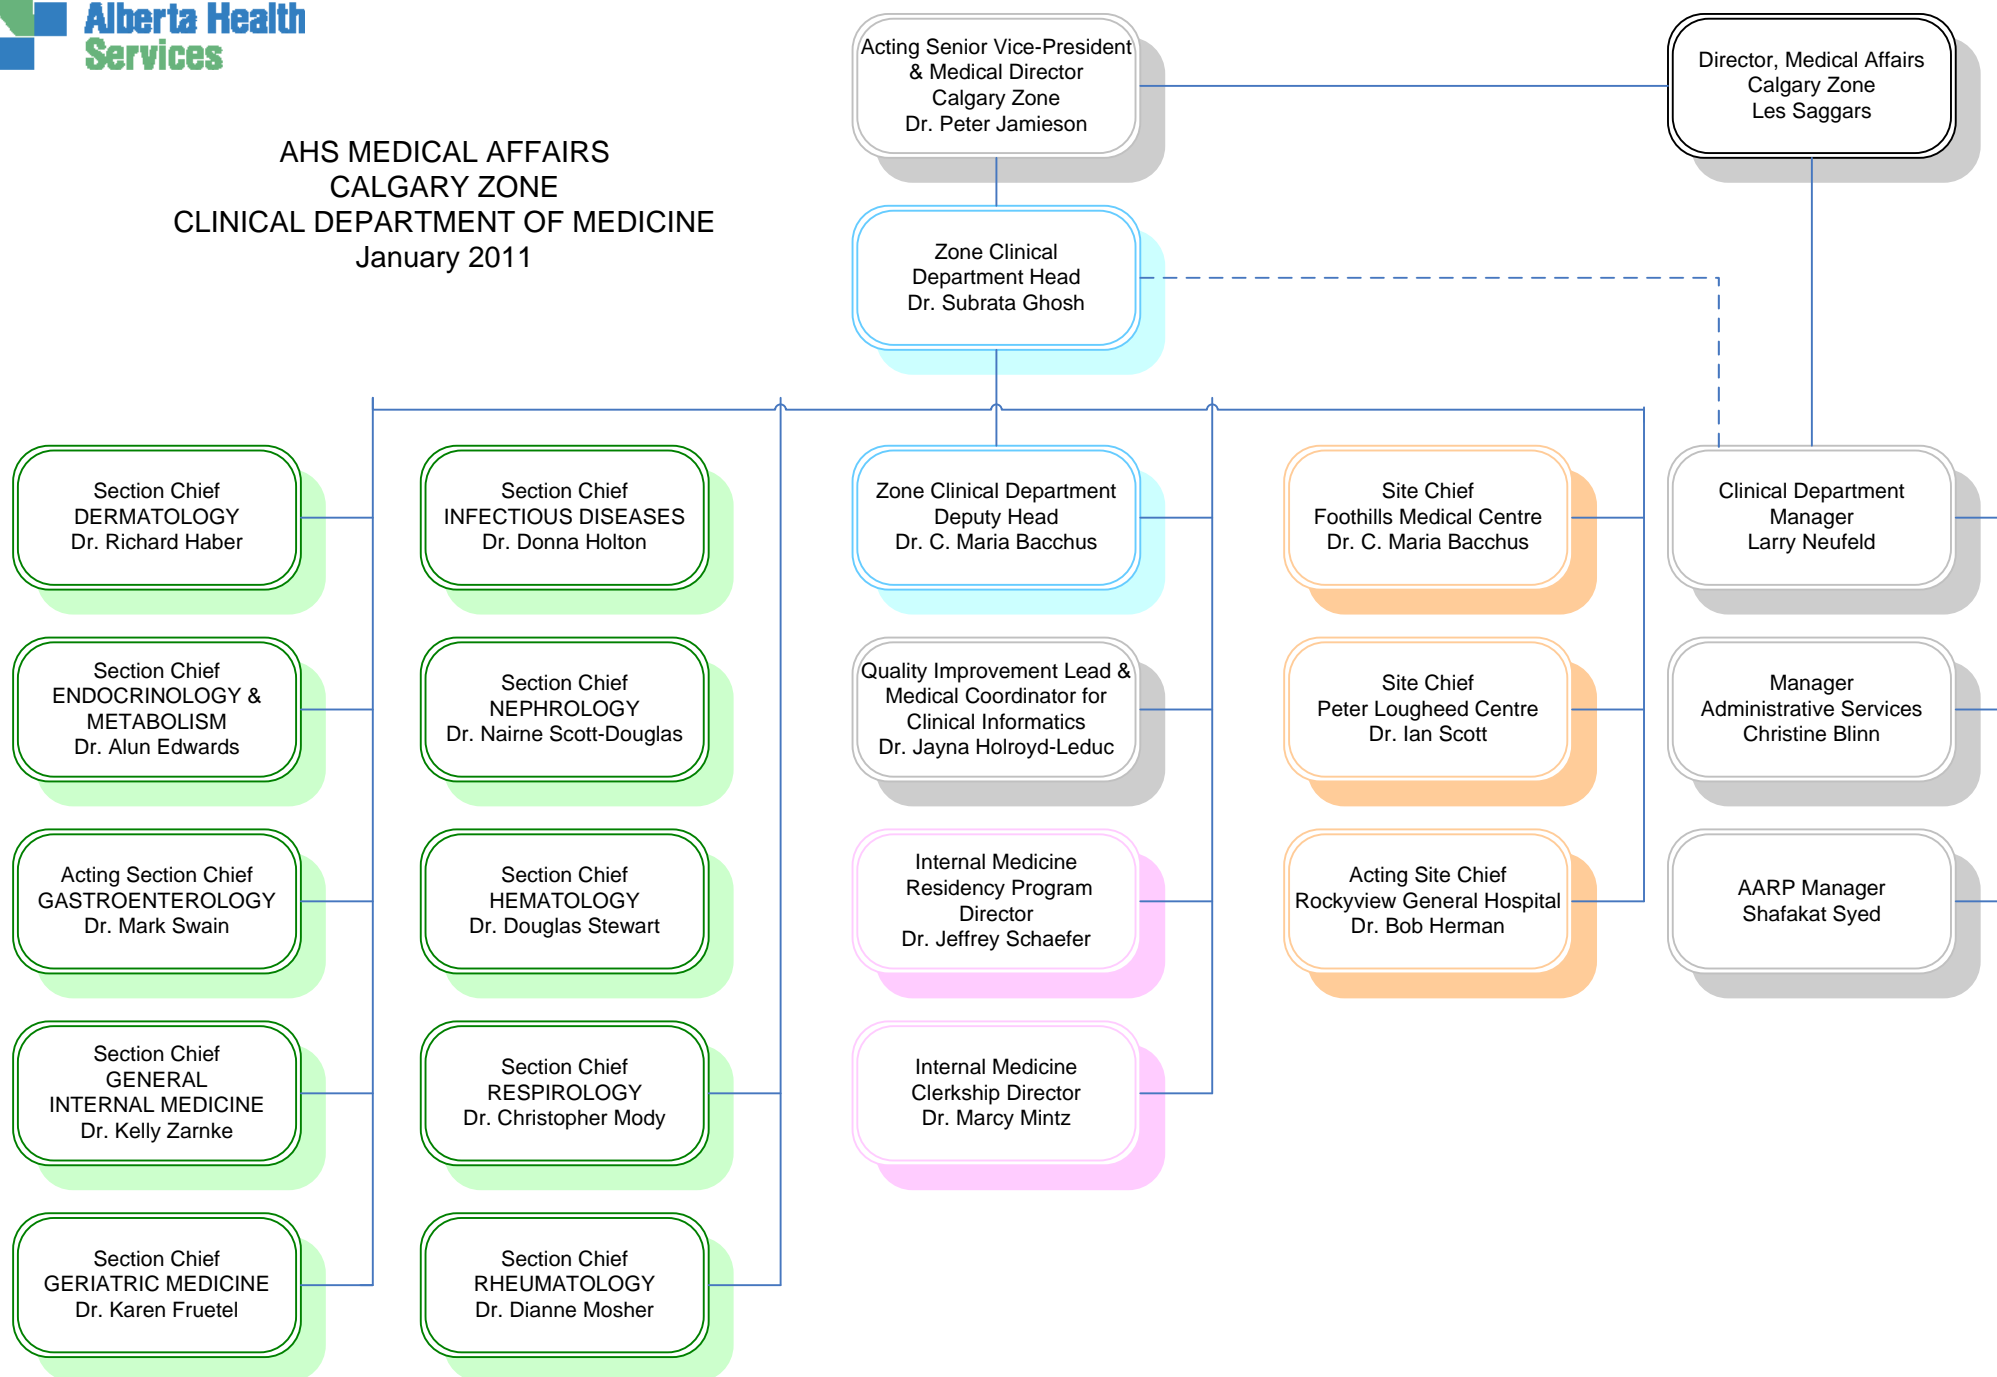 Alberta Health
Services
AHS MEDICAL AFFAIRS
CALGARY ZONE
CLINICAL DEPARTMENT OF MEDICINE
January 2011
Acting Senior Vice-President
& Medical Director
Calgary Zone
Dr. Peter Jamieson
Director, Medical Affairs
Calgary Zone
Les Saggars
Zone Clinical
Department Head
Dr. Subrata Ghosh
Section Chief
DERMATOLOGY
Dr. Richard Haber
Section Chief
INFECTIOUS DISEASES
Dr. Donna Holton
Zone Clinical Department
Deputy Head
Dr. C. Maria Bacchus
Site Chief
Foothills Medical Centre
Dr. C. Maria Bacchus
Clinical Department
Manager
Larry Neufeld
Section Chief
ENDOCRINOLOGY &
METABOLISM
Dr. Alun Edwards
Section Chief
NEPHROLOGY
Dr. Nairne Scott-Douglas
Quality Improvement Lead &
Medical Coordinator for
Clinical Informatics
Dr. Jayna Holroyd-Leduc
Site Chief
Peter Lougheed Centre
Dr. Ian Scott
Manager
Administrative Services
Christine Blinn
Acting Section Chief
GASTROENTEROLOGY
Dr. Mark Swain
Section Chief
HEMATOLOGY
Dr. Douglas Stewart
Internal Medicine
Residency Program
Director
Dr. Jeffrey Schaefer
Acting Site Chief
Rockyview General Hospital
Dr. Bob Herman
AARP Manager
Shafakat Syed
Section Chief
GENERAL
INTERNAL MEDICINE
Dr. Kelly Zarnke
Section Chief
RESPIROLOGY
Dr. Christopher Mody
Internal Medicine
Clerkship Director
Dr. Marcy Mintz
Section Chief
GERIATRIC MEDICINE
Dr. Karen Fruetel
Section Chief
RHEUMATOLOGY
Dr. Dianne Mosher